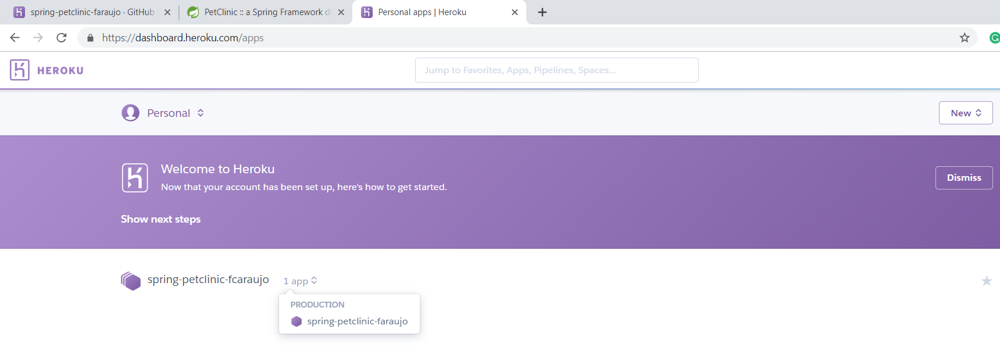 spring-petclinic-faraujo · GitHub
PetClinic :: a Spring Framework de
Personal apps | Heroku
https://dashboard.heroku.com/apps
HEROKU
Jump to Favorites, Apps, Pipelines, Spaces...
Personal
New
Welcome to Heroku
Now that your account has been set up, here's how to get started.
Dismiss
Show next steps
spring-petclinic-fcaraujo 1 app
PRODUCTION
spring-petclinic-faraujo